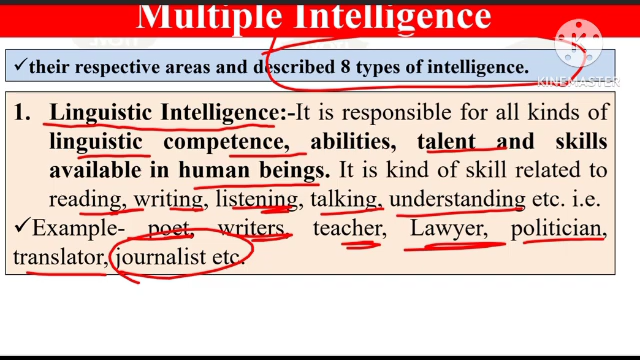 Multiple Intelligence
✓their respective areas and described 8 types of intelligence.
KINEMASTER
1. Linguistic Intelligence:-It is responsible for all kinds of
linguistic competence, abilities, talent and skills
available in human beings. It is kind of skill related to
reading, writing, listening, talking, understanding etc. i.e.
✓Example- poet, writers, teacher, Lawyer, politician,
translator, journalist etc.